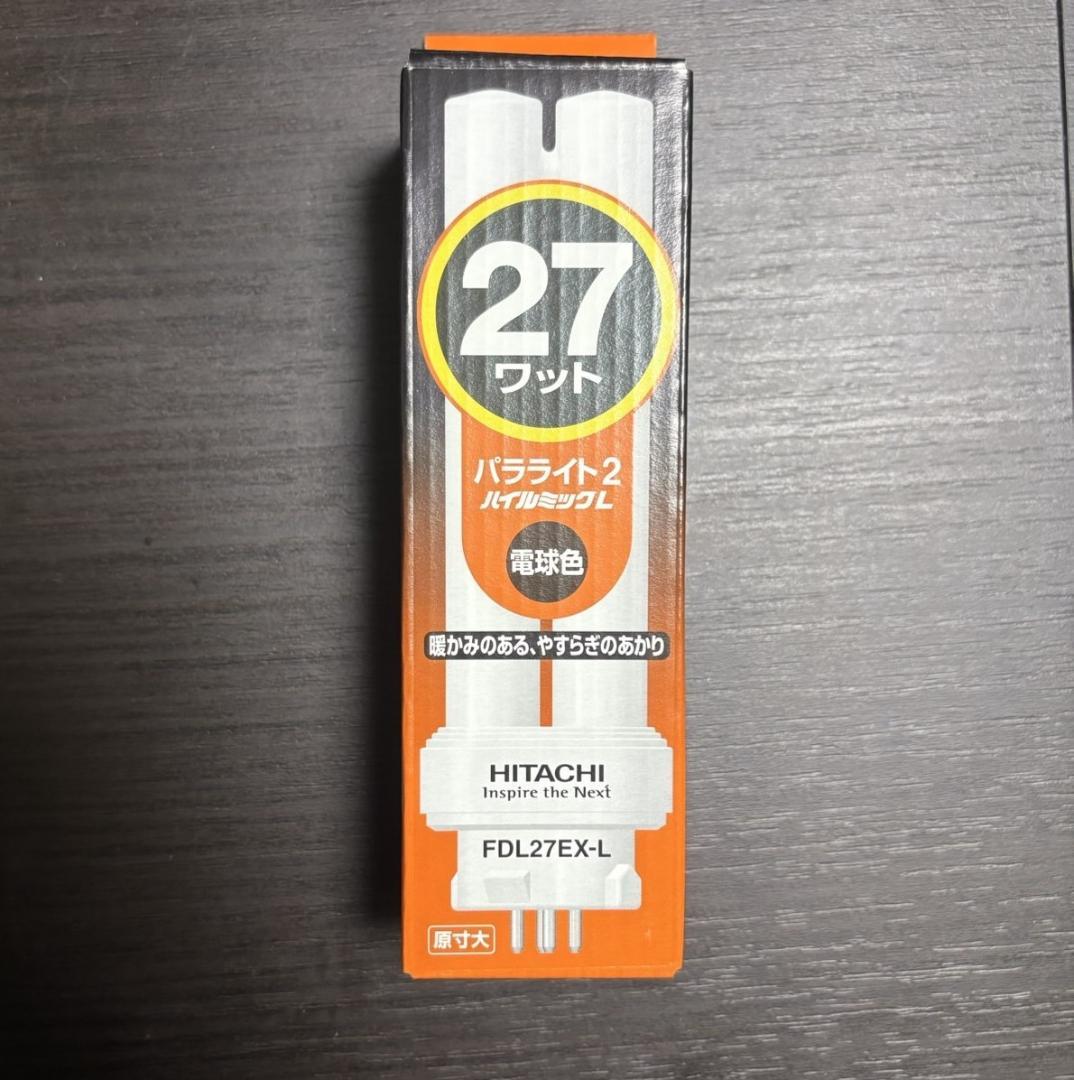 27
ワット
パラライト2
ハイルミックL
電球色
暖かみのある、やすらぎのあかり
HITACHI
Inspire the Next
FDL27EX-L
原寸大